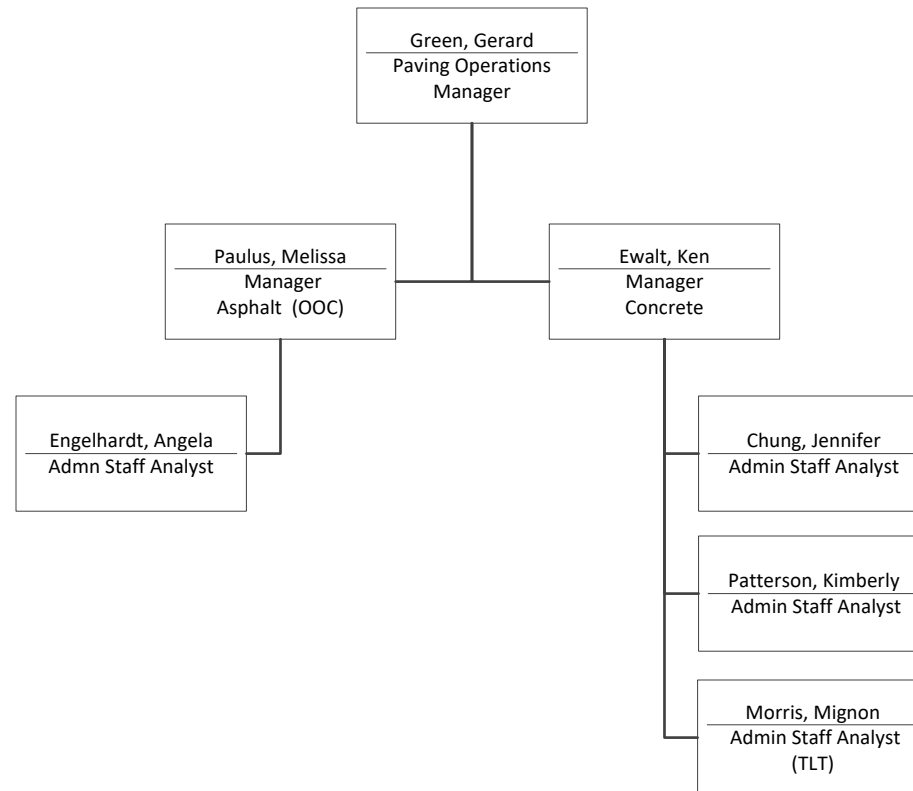 Green, Gerard
Paving Operations
Manager
Paulus, Melissa
Manager
Asphalt (OOC)
Ewalt, Ken
Manager
Concrete
Engelhardt, Angela
Admn Staff Analyst
Chung, Jennifer
Admin Staff Analyst
Patterson, Kimberly
Admin Staff Analyst
Morris, Mignon
Admin Staff Analyst
(TLT)